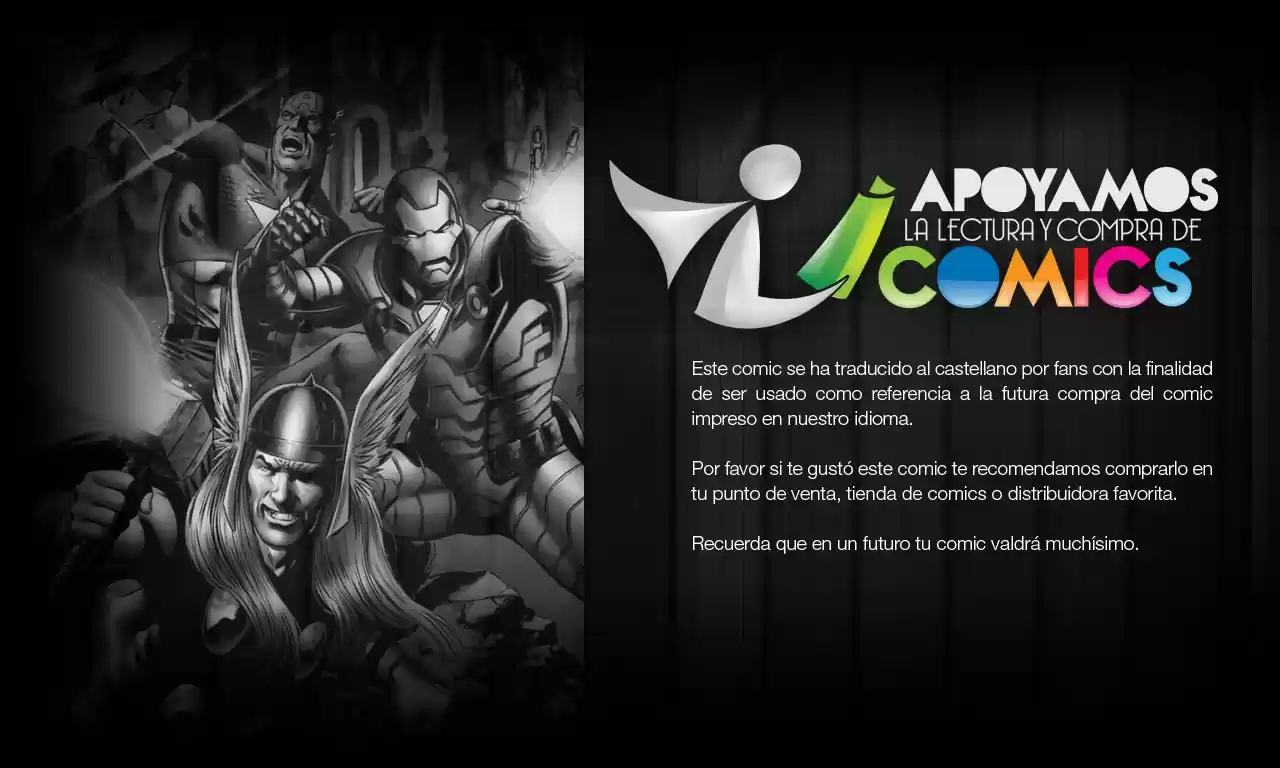 APOYAMOS
LA LECTURA Y COMPRA DE
COMICS
Este comic se ha traducido al castellano por fans con la finalidad
de ser usado como referencia a la futura compra del comic
impreso en nuestro idioma.
Por favor si te gustó este comic te recomendamos comprarlo en
tu punto de venta, tienda de comics o distribuidora favorita.
Recuerda que en un futuro tu comic valdrá muchísimo.